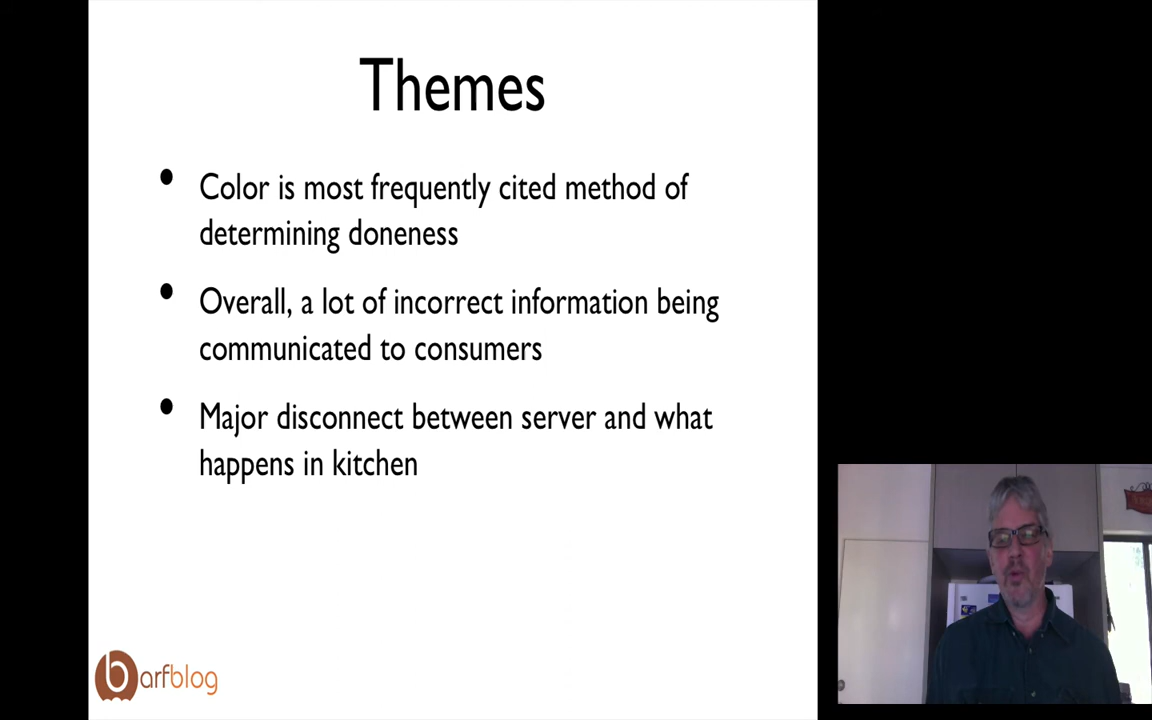 Themes
• Color is most frequently cited method of
determining doneness
• Overall, a lot of incorrect information being
communicated to consumers
• Major disconnect between server and what
happens in kitchen
barfblog